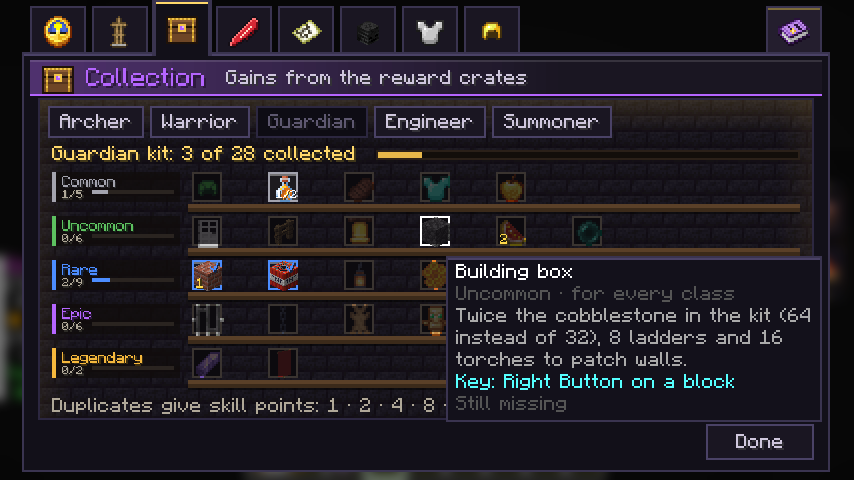 Collection Gains from the reward crates
Archer Warrior Guardian Engineer Summoner
Guardian kit: 3 of 28 collected
Common
1/5
2
Uncommon
0/6
2
Rare
2/9
1
Epic
0/6
Legendary
0/2
Building box
Uncommon · for every class
Twice the cobblestone in the kit (64
instead of 32), 8 ladders and 16
torches to patch walls.
Key: Right Button on a block
Still missing
Duplicates give skill points: 1 · 2 · 4 · 8 ·
Done